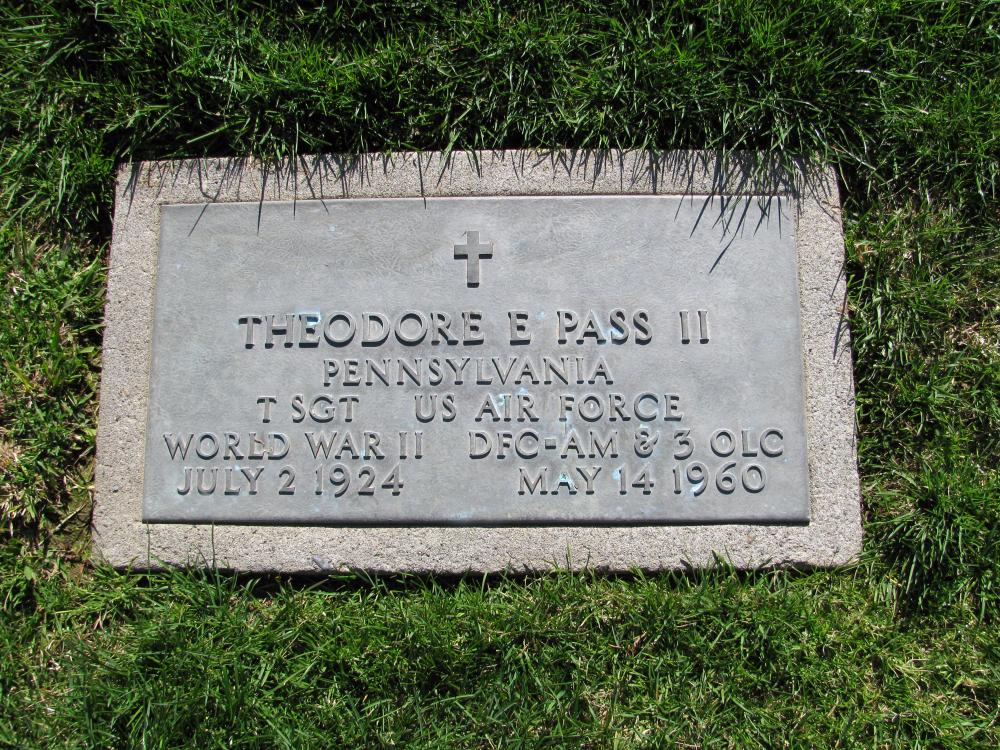 THEODORE E PASS II
PENNSYLVANIA
T SGT US AIR FORCE
WORLD WAR II DFC-AM & 3 OLC
JULY 2 1924 MAY 14 1960